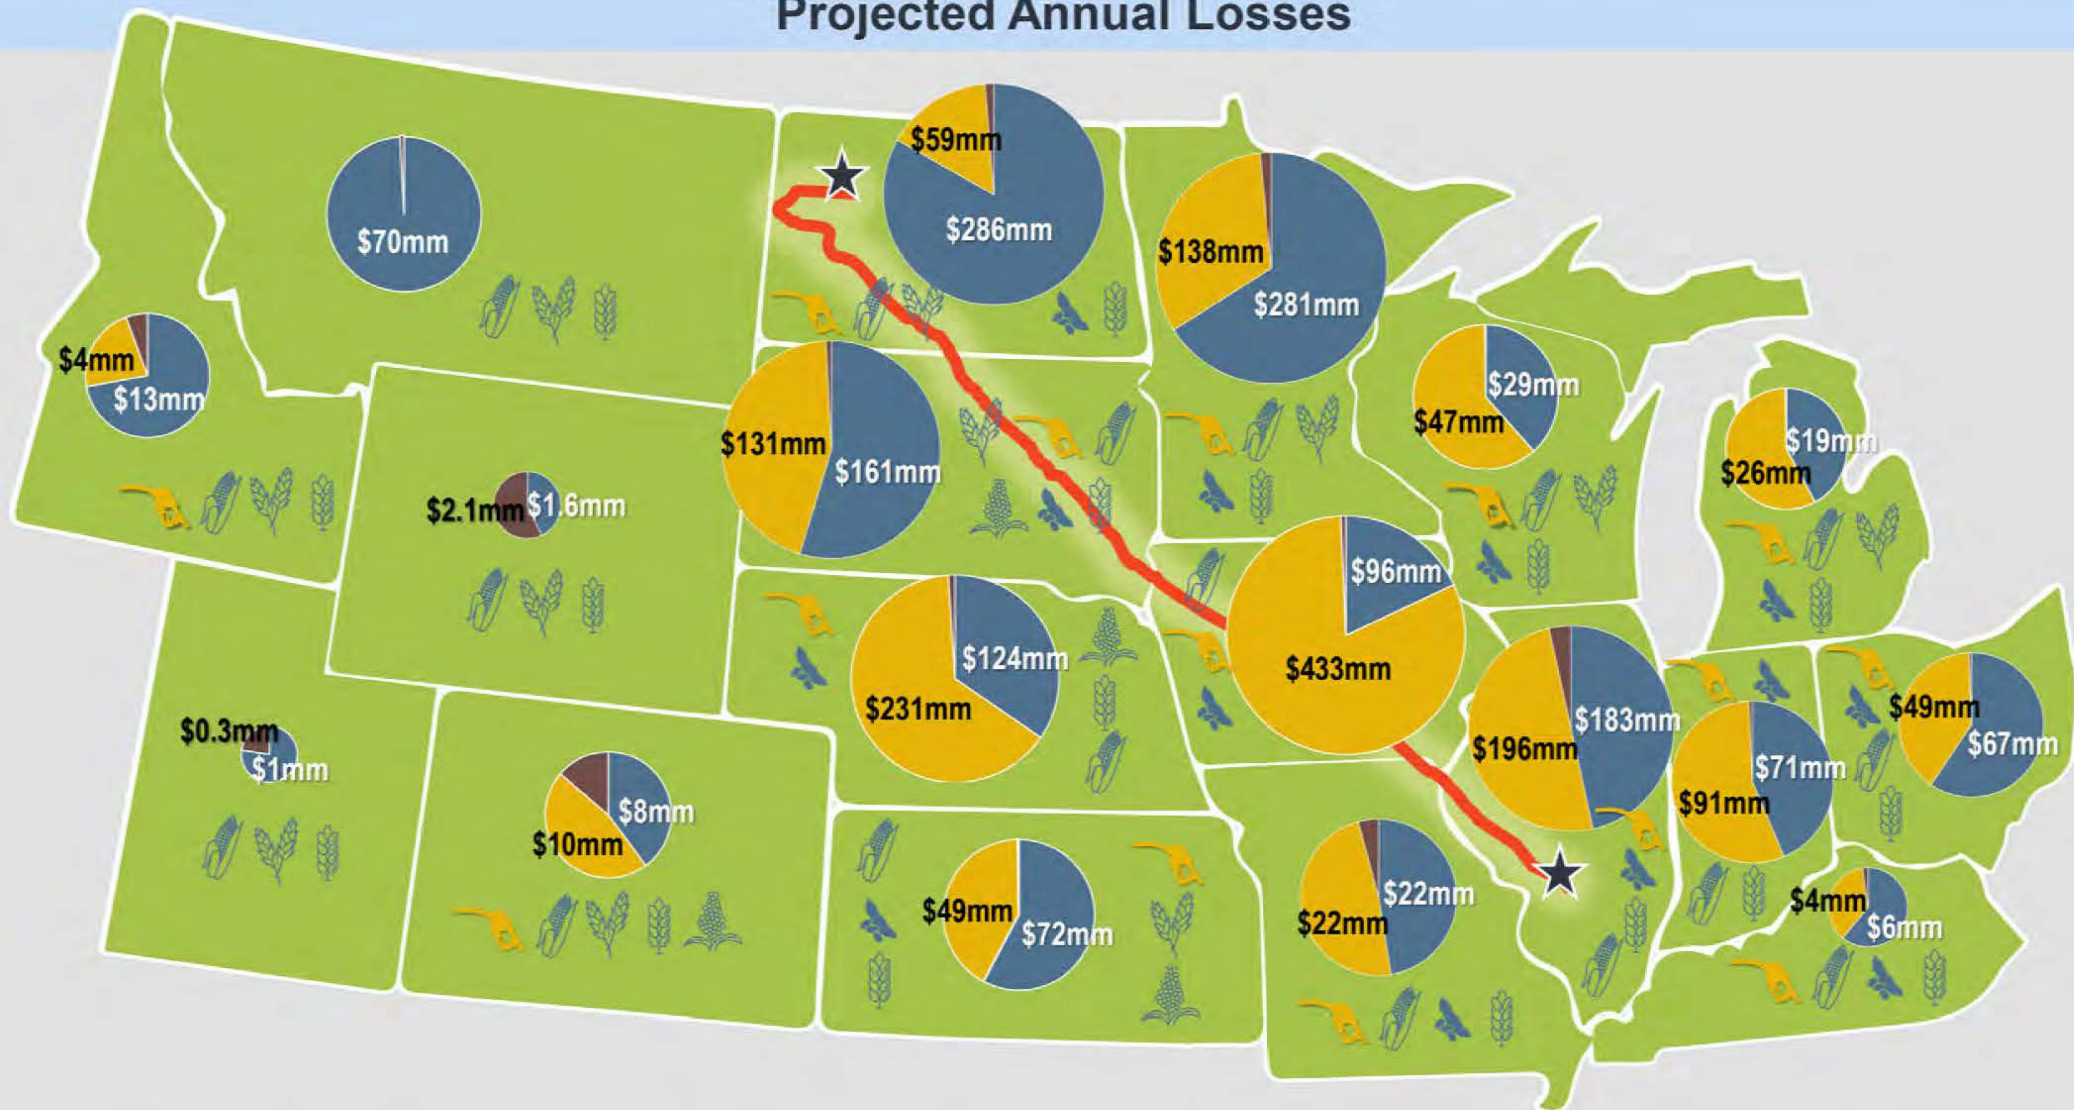 Projected Annual Losses
$59mm
$286mm
$70mm
$138mm
$281mm
$4mm
$13mm
$29mm
$47mm
$19mm
$26mm
$131mm
$161mm
$2.1mm
$1.6mm
$96mm
$433mm
$124mm
$231mm
$183mm
$196mm
$49mm
$67mm
$0.3mm
$1mm
$71mm
$91mm
$8mm
$10mm
$49mm
$72mm
$22mm
$22mm
$4mm
$6mm